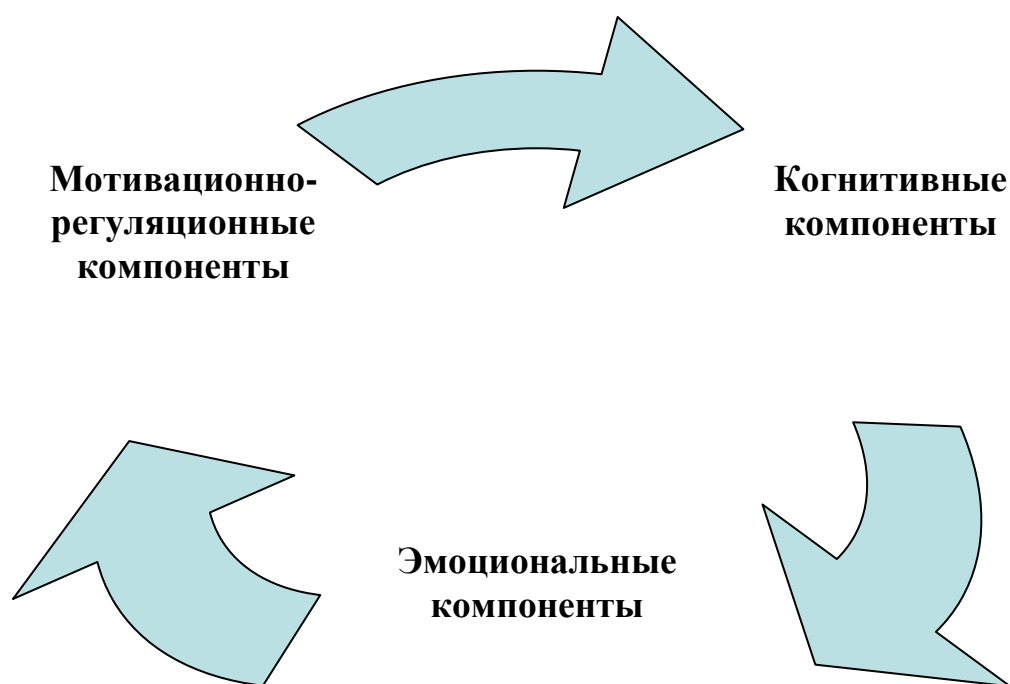 Мотивационно-
регуляционные
компоненты
Когнитивные
компоненты
Эмоциональные
компоненты